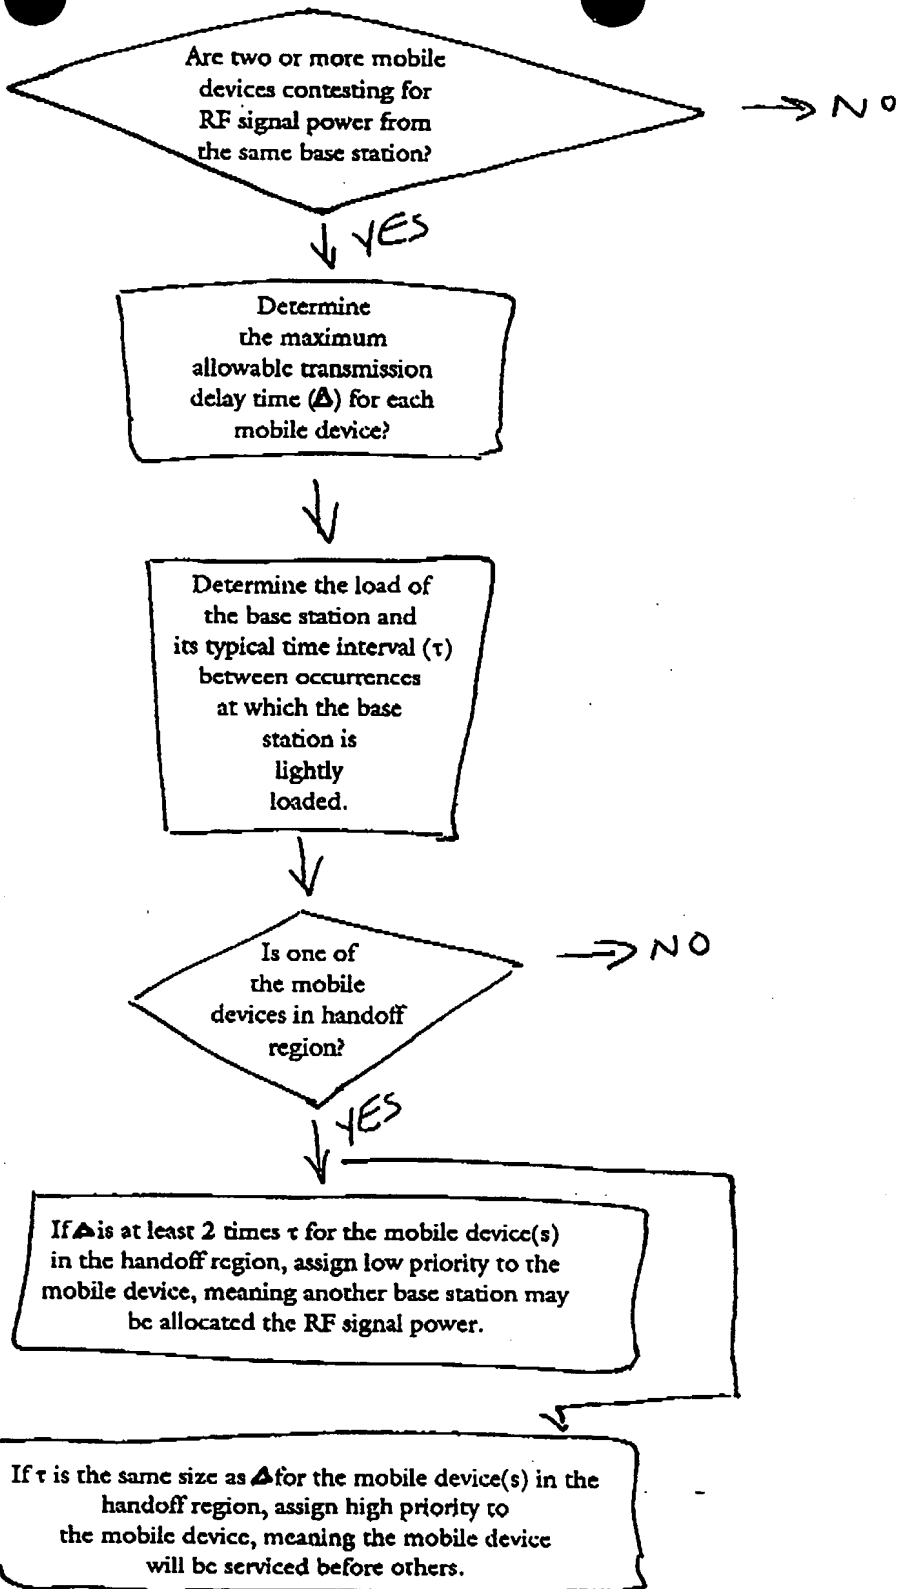 Are two or more mobile
devices contesting for
RF signal power from
the same base station?
NO
YES
Determine
the maximum
allowable transmission
delay time (Δ) for each
mobile device?
Determine the load of
the base station and
its typical time interval (τ)
between occurrences
at which the base
station is
lightly
loaded.
Is one of
the mobile
devices in handoff
region?
NO
YES
If Δ is at least 2 times τ for the mobile device(s)
in the handoff region, assign low priority to the
mobile device, meaning another base station may
be allocated the RF signal power.
If τ is the same size as Δ for the mobile device(s) in the
handoff region, assign high priority to
the mobile device, meaning the mobile device
will be serviced before others.